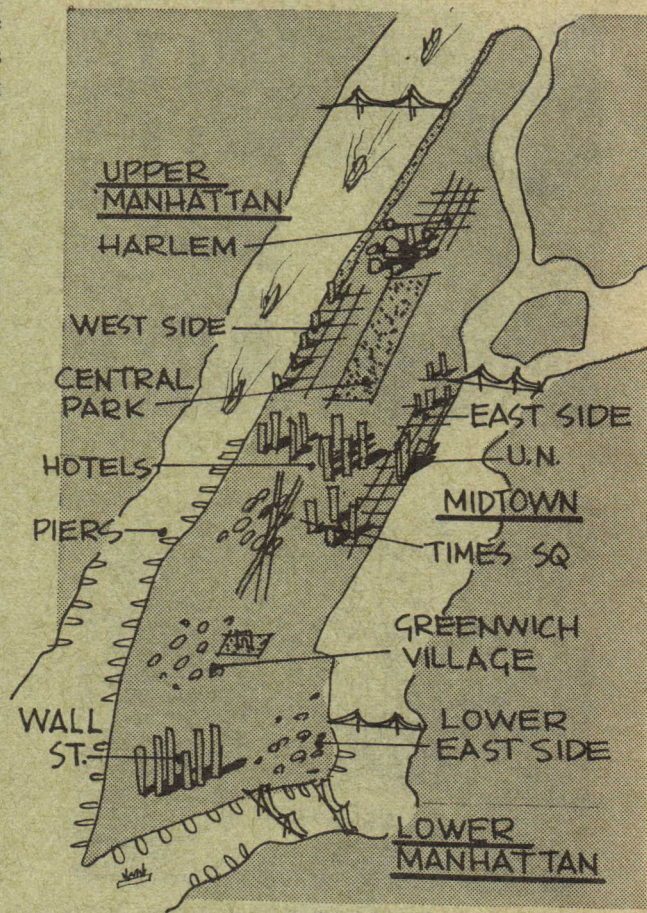 UPPER
MANHATTAN
HARLEM
WEST SIDE
CENTRAL
PARK
EAST SIDE
HOTELS
U.N.
MIDTOWN
PIERS
TIMES SQ
GREENWICH
VILLAGE
WALL
ST.
LOWER
EAST SIDE
LOWER
MANHATTAN